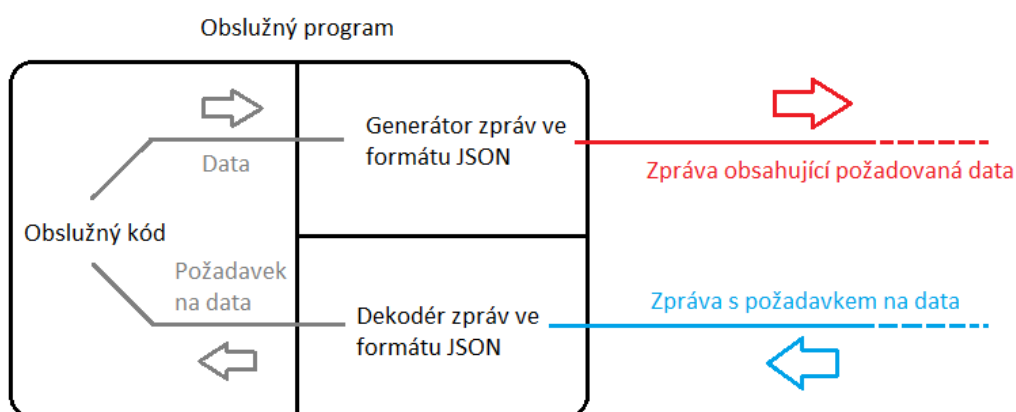 Obslužný program
Generátor zpráv ve
formátu JSON
Data
Zpráva obsahující požadovaná data
Obslužný kód
Požadavek
na data
Zpráva s požadavkem na data
Dekodér zpráv ve
formátu JSON